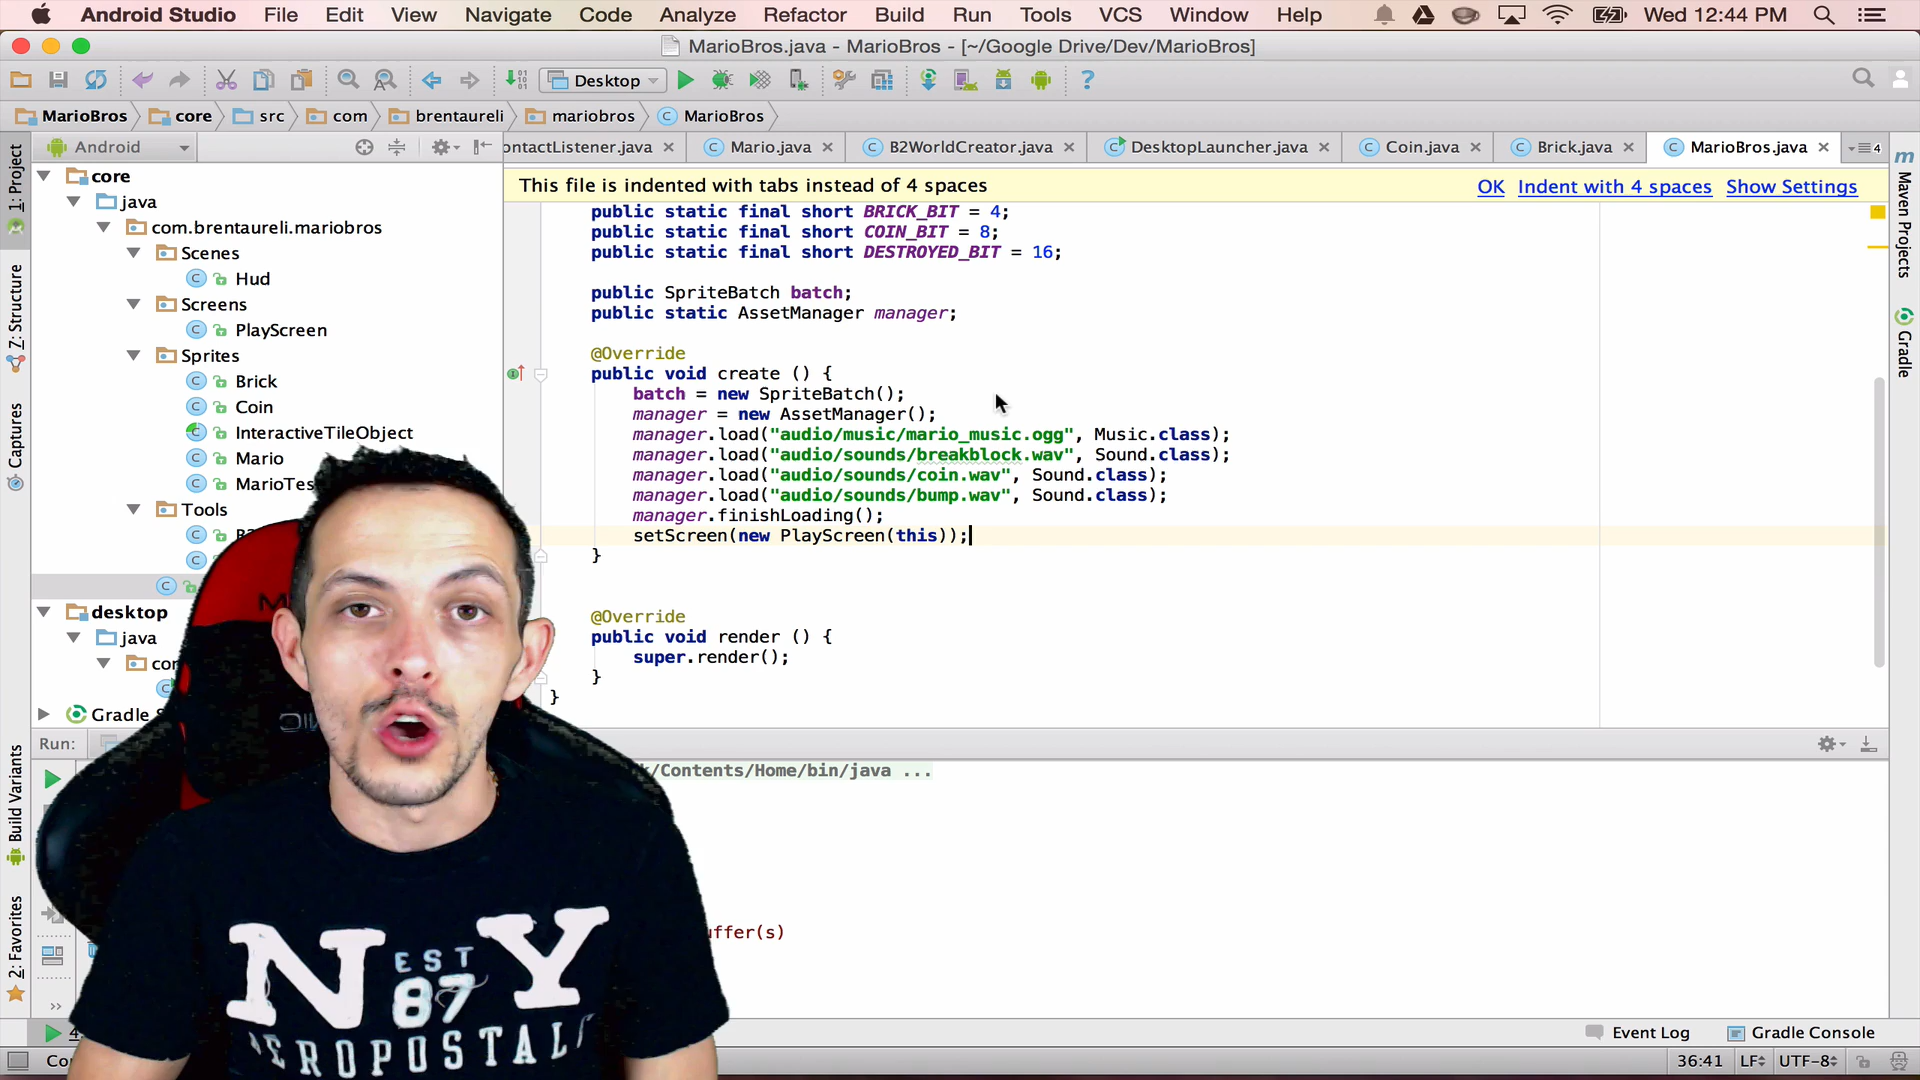 Android Studio File Edit View Navigate Code Analyze Refactor Build Run Tools VCS Window Help Wed 12:44 PM
MarioBros.java - MarioBros - [~/Google Drive/Dev/MarioBros]
Desktop
MarioBros core src com brentaureli mariobros MarioBros
Android
ontactListener.java Mario.java B2WorldCreator.java DesktopLauncher.java Coin.java Brick.java MarioBros.java 4
This file is indented with tabs instead of 4 spaces OK Indent with 4 spaces Show Settings
1: Project
Z: Structure
Captures
Build Variants
2: Favorites
core
java
com.brentaureli.mariobros
Scenes
Hud
Screens
PlayScreen
Sprites
Brick
Coin
InteractiveTileObject
Mario
MarioTes
Tools
desktop
java
Gradle S
public static final short BRICK_BIT = 4;
public static final short COIN_BIT = 8;
public static final short DESTROYED_BIT = 16;
public SpriteBatch batch;
public static AssetManager manager;
@Override
public void create () {
batch = new SpriteBatch();
manager = new AssetManager();
manager.load("audio/music/mario_music.ogg", Music.class);
manager.load("audio/sounds/breakblock.wav", Sound.class);
manager.load("audio/sounds/coin.wav", Sound.class);
manager.load("audio/sounds/bump.wav", Sound.class);
manager.finishLoading();
setScreen(new PlayScreen(this));
}
@Override
public void render () {
super.render();
}
}
m Maven Projects
Gradle
Run:
k/Contents/Home/bin/java ...
uffer(s)
NY
EST
87
EROPOSTAL
Event Log Gradle Console
36:41 LF UTF-8